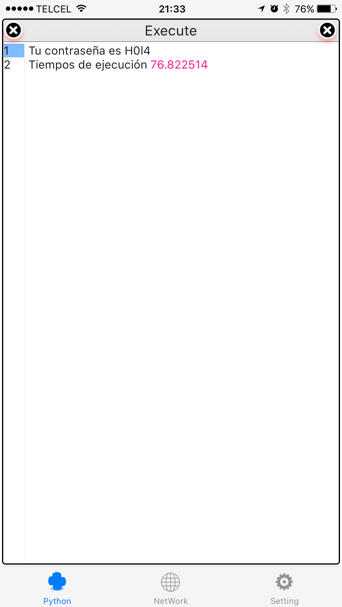 TELCEL 21:33 76%
Execute
1 Tu contraseña es H0l4
2 Tiempos de ejecución 76.822514
Python NetWork Setting